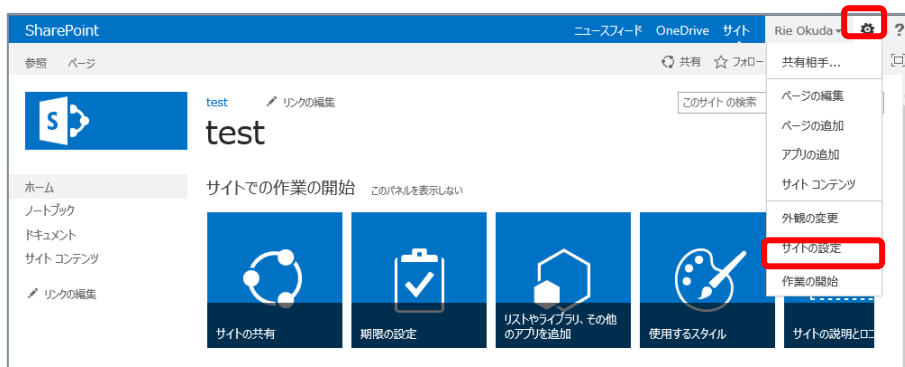 SharePoint
ニュースフィード OneDrive サイト Rie Okuda ?
参照 ページ
共有 フォロー
共有相手...
ページの編集
ページの追加
アプリの追加
サイト コンテンツ
外観の変更
サイトの設定
作業の開始
S
test リンクの編集
このサイト の検索
test
ホーム
ノートブック
ドキュメント
サイト コンテンツ
リンクの編集
サイトでの作業の開始 このパネルを表示しない
サイトの共有
期限の設定
リストやライブラリ、その他
のアプリを追加
使用するスタイル
サイトの説明とロゴ